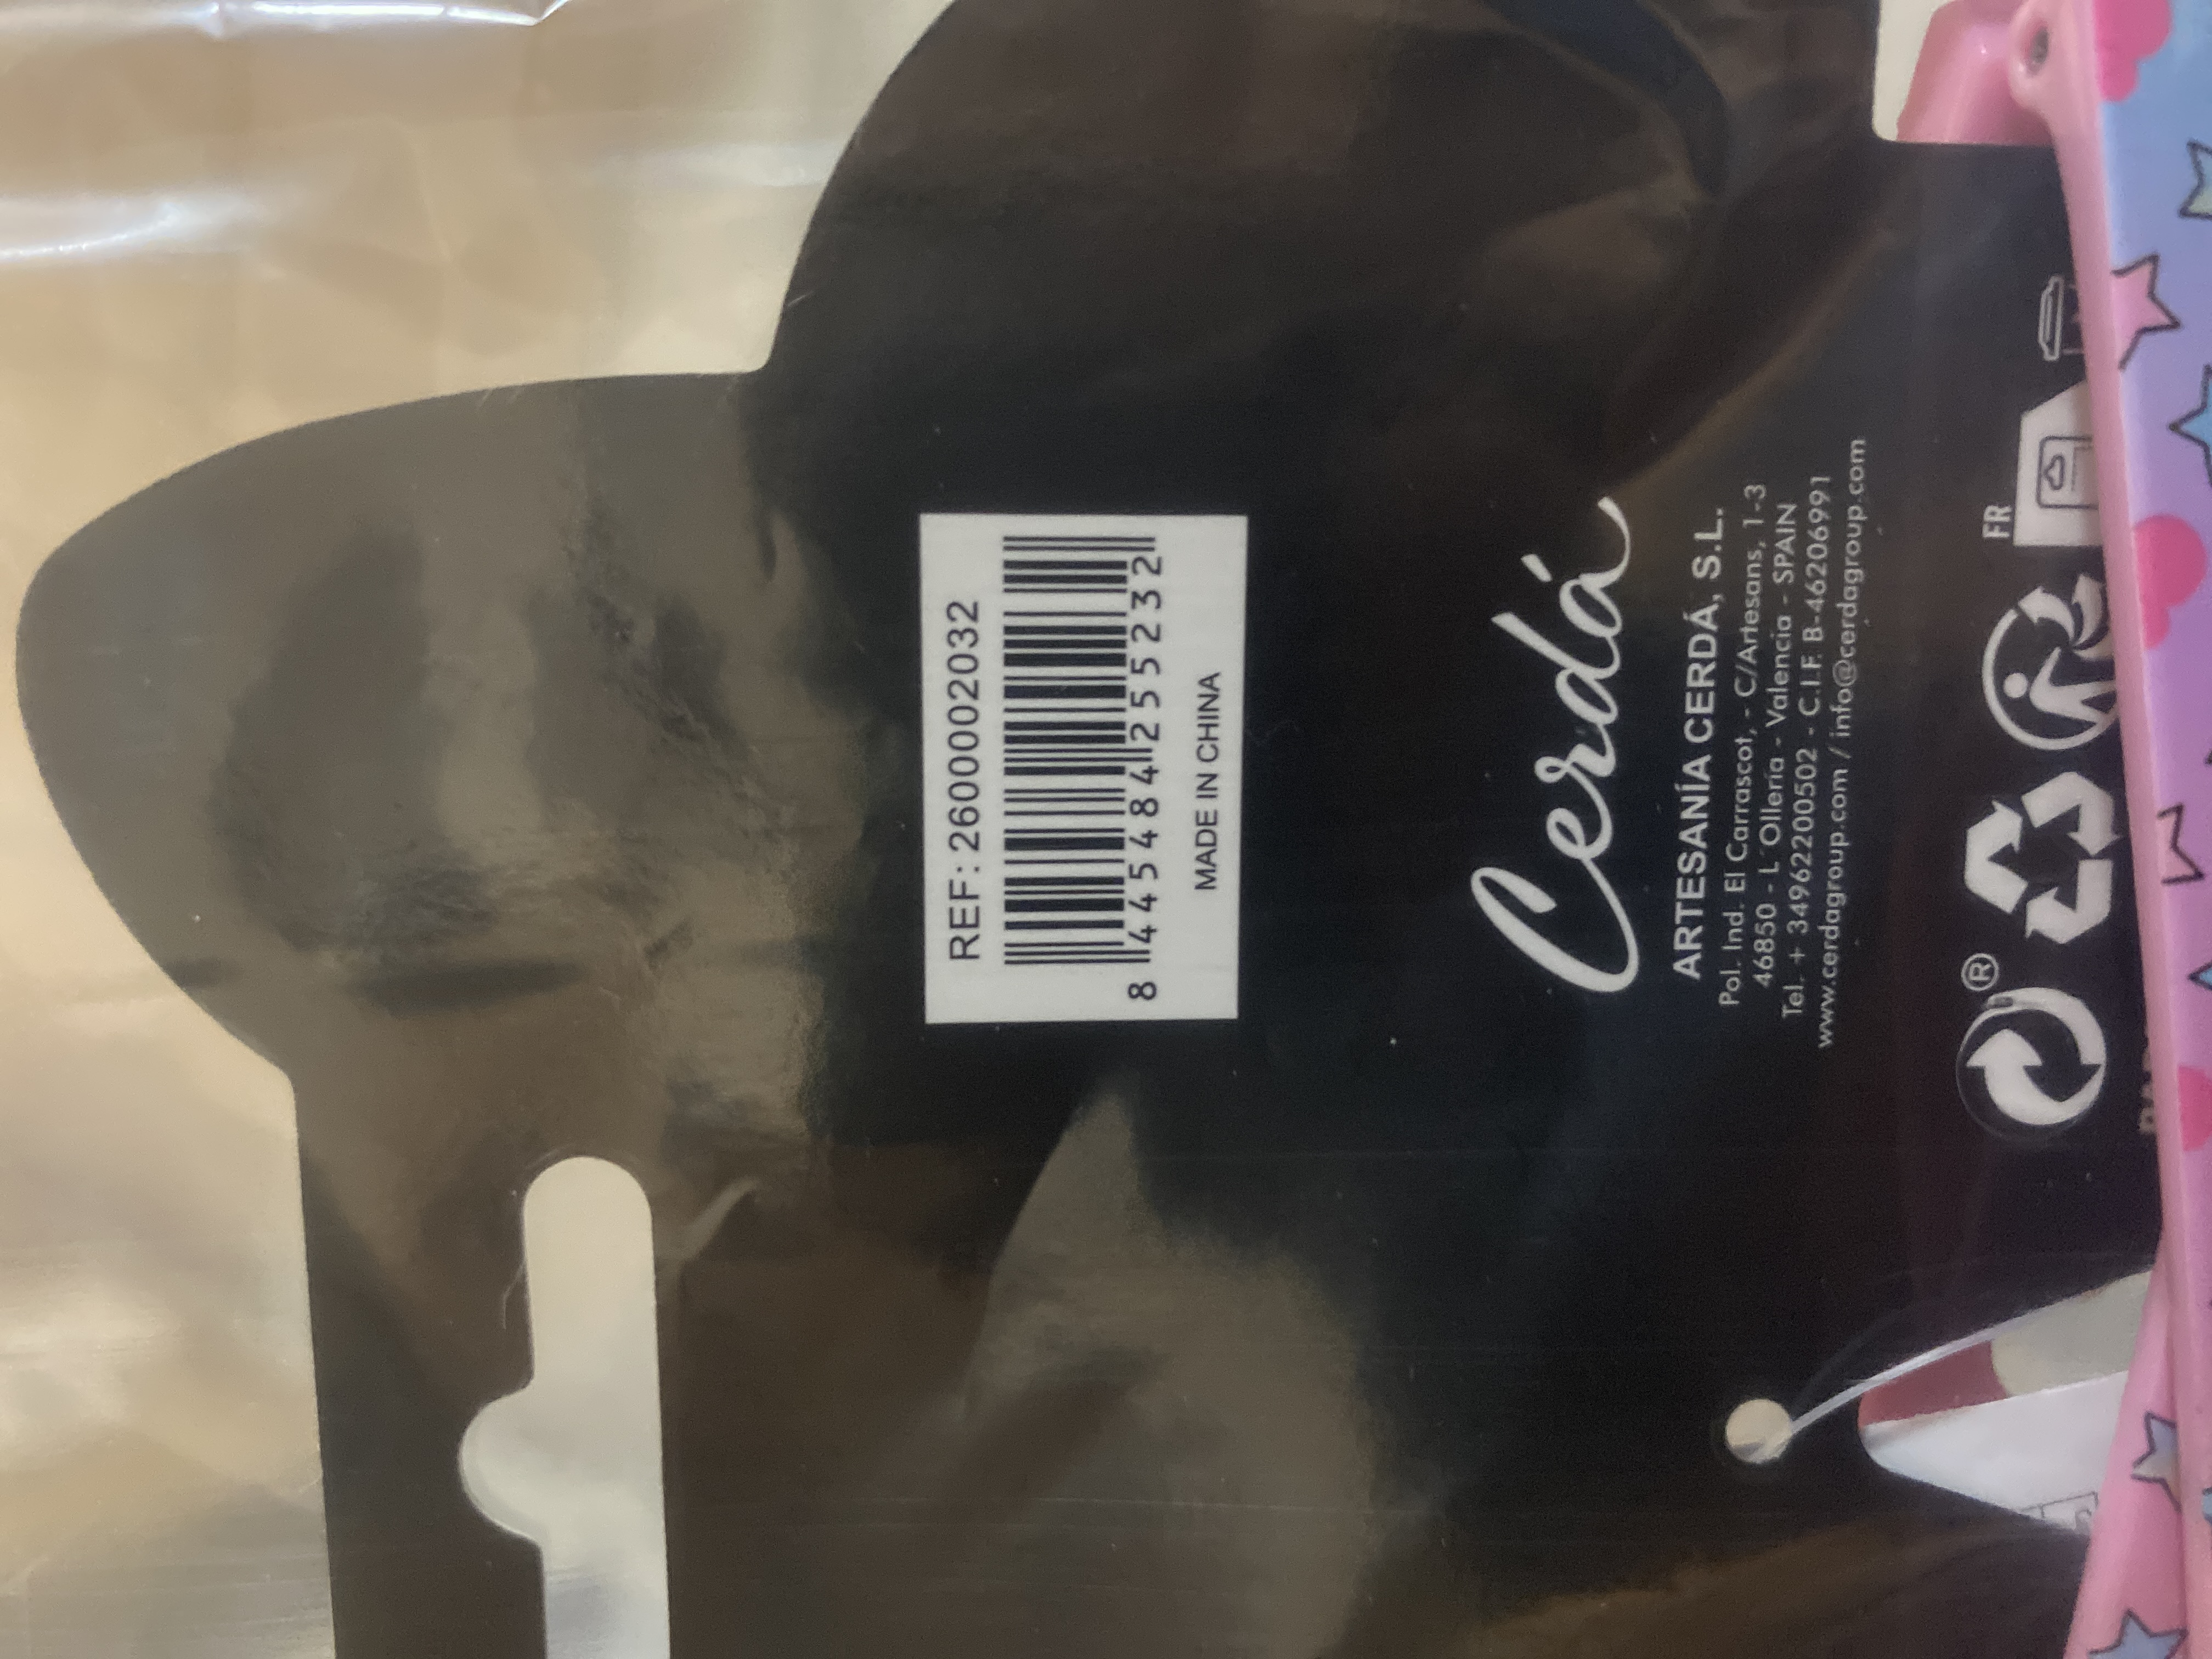 REF: 2600002032
8 445484 255232
MADE IN CHINA
Cerdá
ARTESANÍA CERDÁ, S.L.
Pol. Ind. El Carrascot, - C/Artesans, 1-3
46850 - L´Ollería - Valencia - SPAIN
Tel. + 34962200502 - C.I.F. B-46206991
www.cerdagroup.com / info@cerdagroup.com
®
FR